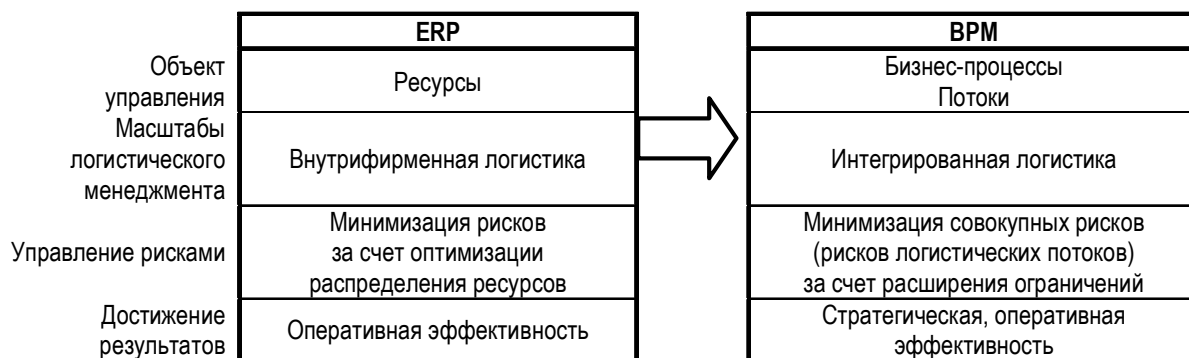 ERP
BPM
Объект
управления
Ресурсы
Бизнес-процессы
Потоки
Масштабы
логистического
менеджмента
Внутрифирменная логистика
Интегрированная логистика
Управление рисками
Минимизация рисков
за счет оптимизации
распределения ресурсов
Минимизация совокупных рисков
(рисков логистических потоков)
за счет расширения ограничений
Достижение
результатов
Оперативная эффективность
Стратегическая, оперативная
эффективность